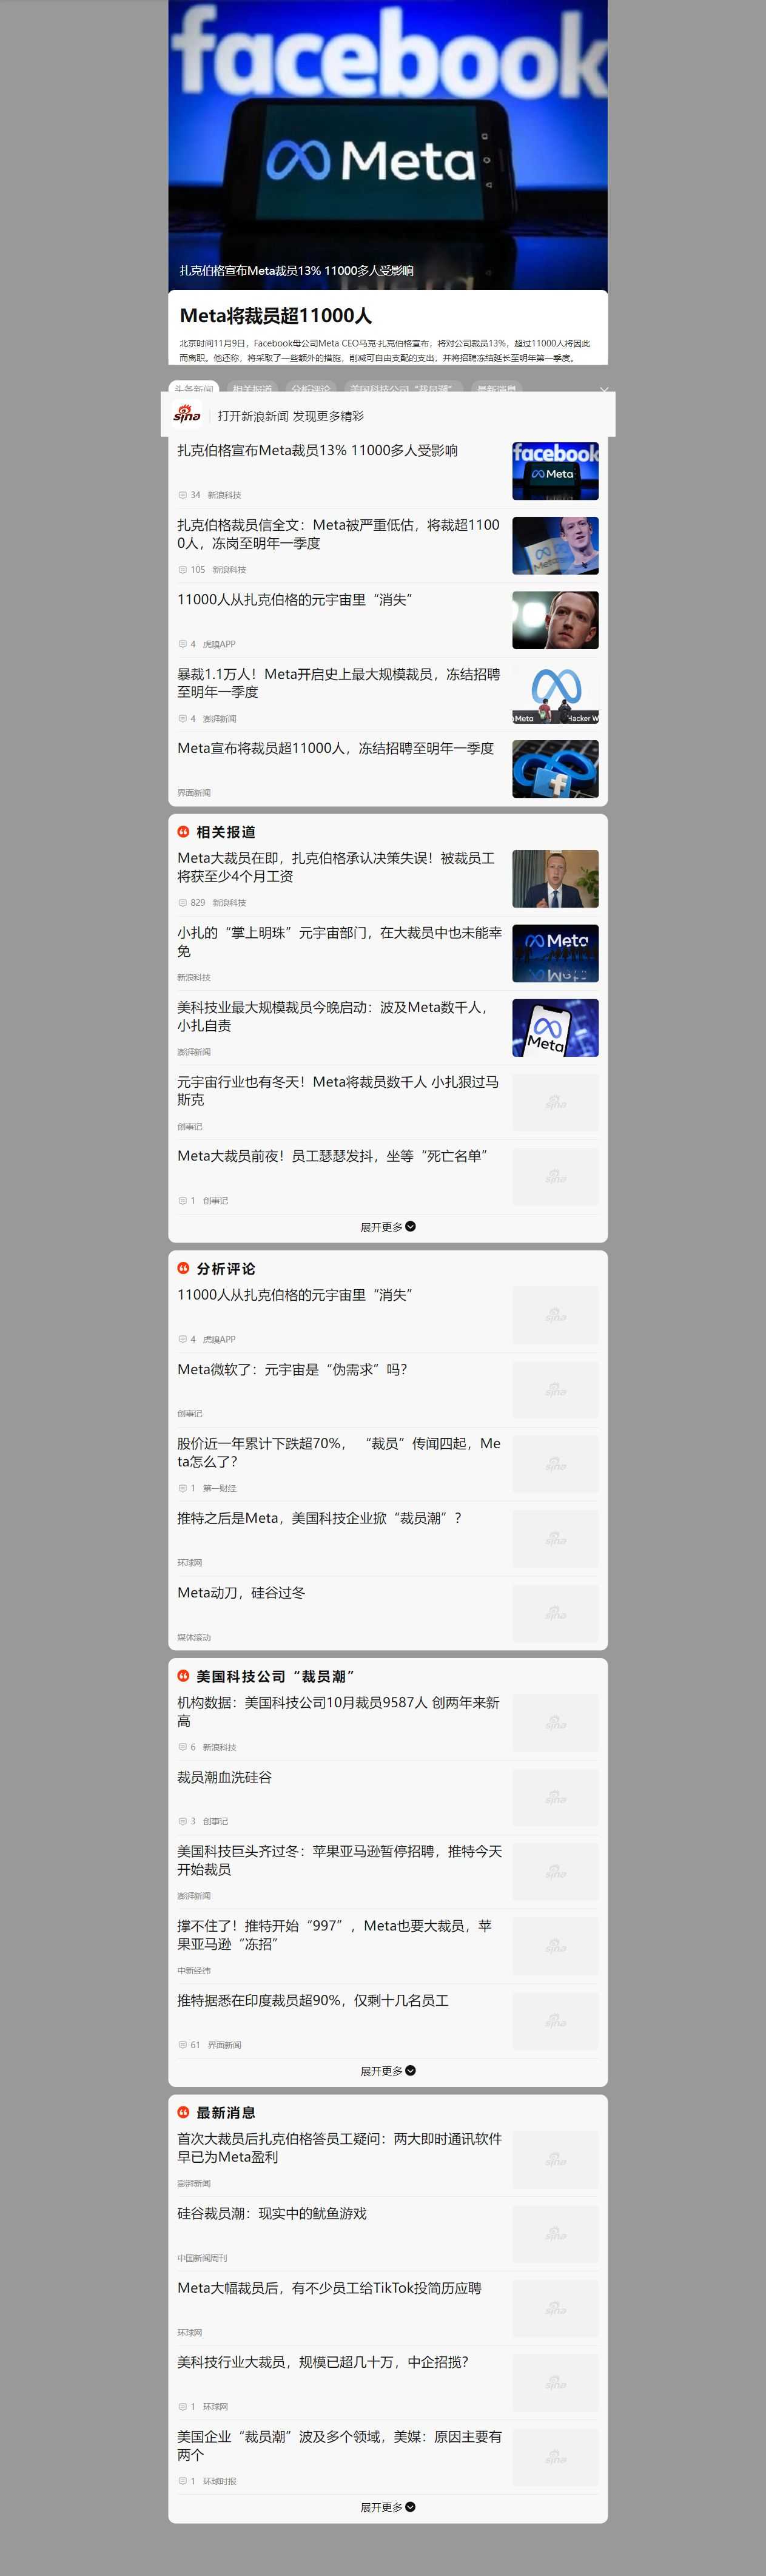 facebook
Meta
扎克伯格宣布Meta裁员13% 11000多人受影响
Meta将裁员超11000人
北京时间11月9日，Facebook母公司Meta CEO马克·扎克伯格宣布，将对公司裁员13%，超过11000人将因此
而离职。他还称，将采取了一些额外的措施，削减可自由支配的支出，并将招聘冻结延长至明年第一季度。
头条新闻 相关报道 分析评论 美国科技公司“裁员潮” 最新消息
sina 打开新浪新闻 发现更多精彩
扎克伯格宣布Meta裁员13% 11000多人受影响
facebook
Meta
34 新浪科技
扎克伯格裁员信全文：Meta被严重低估，将裁超1100
0人，冻岗至明年一季度
105 新浪科技
11000人从扎克伯格的元宇宙里“消失”
4 虎嗅APP
暴裁1.1万人！Meta开启史上最大规模裁员，冻结招聘
至明年一季度
Meta Hacker W
4 澎湃新闻
Meta宣布将裁员超11000人，冻结招聘至明年一季度
界面新闻
相关报道
Meta大裁员在即，扎克伯格承认决策失误！被裁员工
将获至少4个月工资
829 新浪科技
小扎的“掌上明珠”元宇宙部门，在大裁员中也未能幸
免
Meta
新浪科技
美科技业最大规模裁员今晚启动：波及Meta数千人，
小扎自责
Meta
澎湃新闻
元宇宙行业也有冬天！Meta将裁员数千人 小扎狠过马
斯克
sina
创事记
Meta大裁员前夜！员工瑟瑟发抖，坐等“死亡名单”
sina
1 创事记
展开更多
分析评论
11000人从扎克伯格的元宇宙里“消失”
sina
4 虎嗅APP
Meta微软了：元宇宙是“伪需求”吗？
sina
创事记
股价近一年累计下跌超70%，“裁员”传闻四起，Me
ta怎么了？
sina
1 第一财经
推特之后是Meta，美国科技企业掀“裁员潮”？
sina
环球网
Meta动刀，硅谷过冬
sina
媒体滚动
美国科技公司“裁员潮”
机构数据：美国科技公司10月裁员9587人 创两年来新
高
sina
6 新浪科技
裁员潮血洗硅谷
sina
3 创事记
美国科技巨头齐过冬：苹果亚马逊暂停招聘，推特今天
开始裁员
sina
澎湃新闻
撑不住了！推特开始“997”，Meta也要大裁员，苹
果亚马逊“冻招”
sina
中新经纬
推特据悉在印度裁员超90%，仅剩十几名员工
sina
61 界面新闻
展开更多
最新消息
首次大裁员后扎克伯格答员工疑问：两大即时通讯软件
早已为Meta盈利
sina
澎湃新闻
硅谷裁员潮：现实中的鱿鱼游戏
sina
中国新闻周刊
Meta大幅裁员后，有不少员工给TikTok投简历应聘
sina
环球网
美科技行业大裁员，规模已超几十万，中企招揽？
sina
1 环球网
美国企业“裁员潮”波及多个领域，美媒：原因主要有
两个
sina
1 环球时报
展开更多